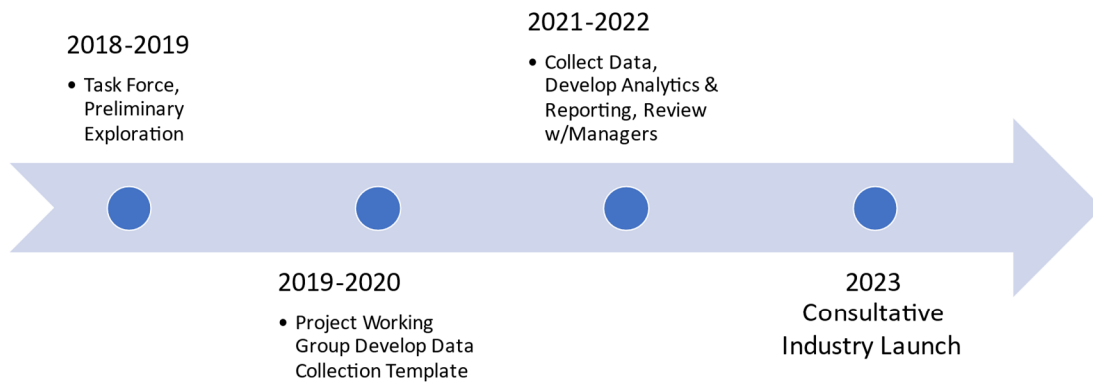 2018-2019
• Task Force,
Preliminary
Exploration
2019-2020
• Project Working
Group Develop Data
Collection Template
2021-2022
• Collect Data,
Develop Analytics &
Reporting, Review
w/Managers
2023
Consultative
Industry Launch